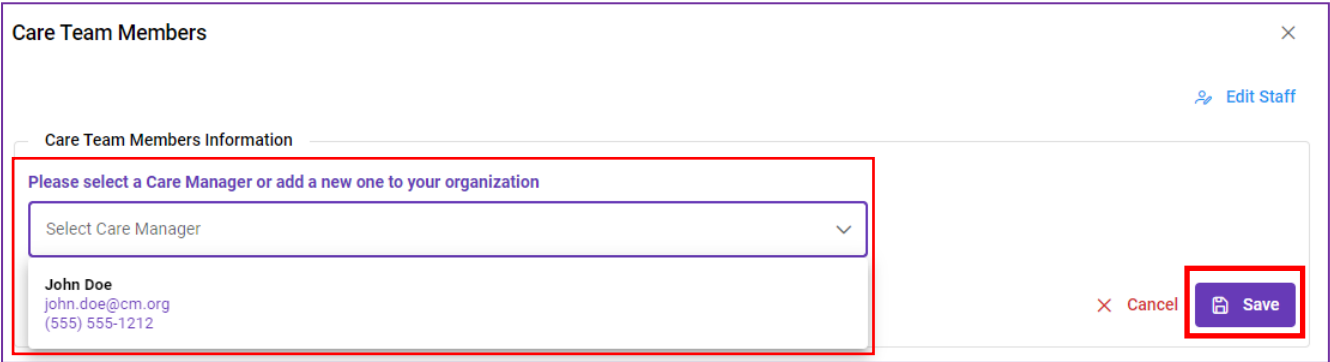 Care Team Members
Edit Staff
Care Team Members Information
Please select a Care Manager or add a new one to your organization
Select Care Manager
John Doe
john.doe@cm.org
(555) 555-1212
Cancel
Save